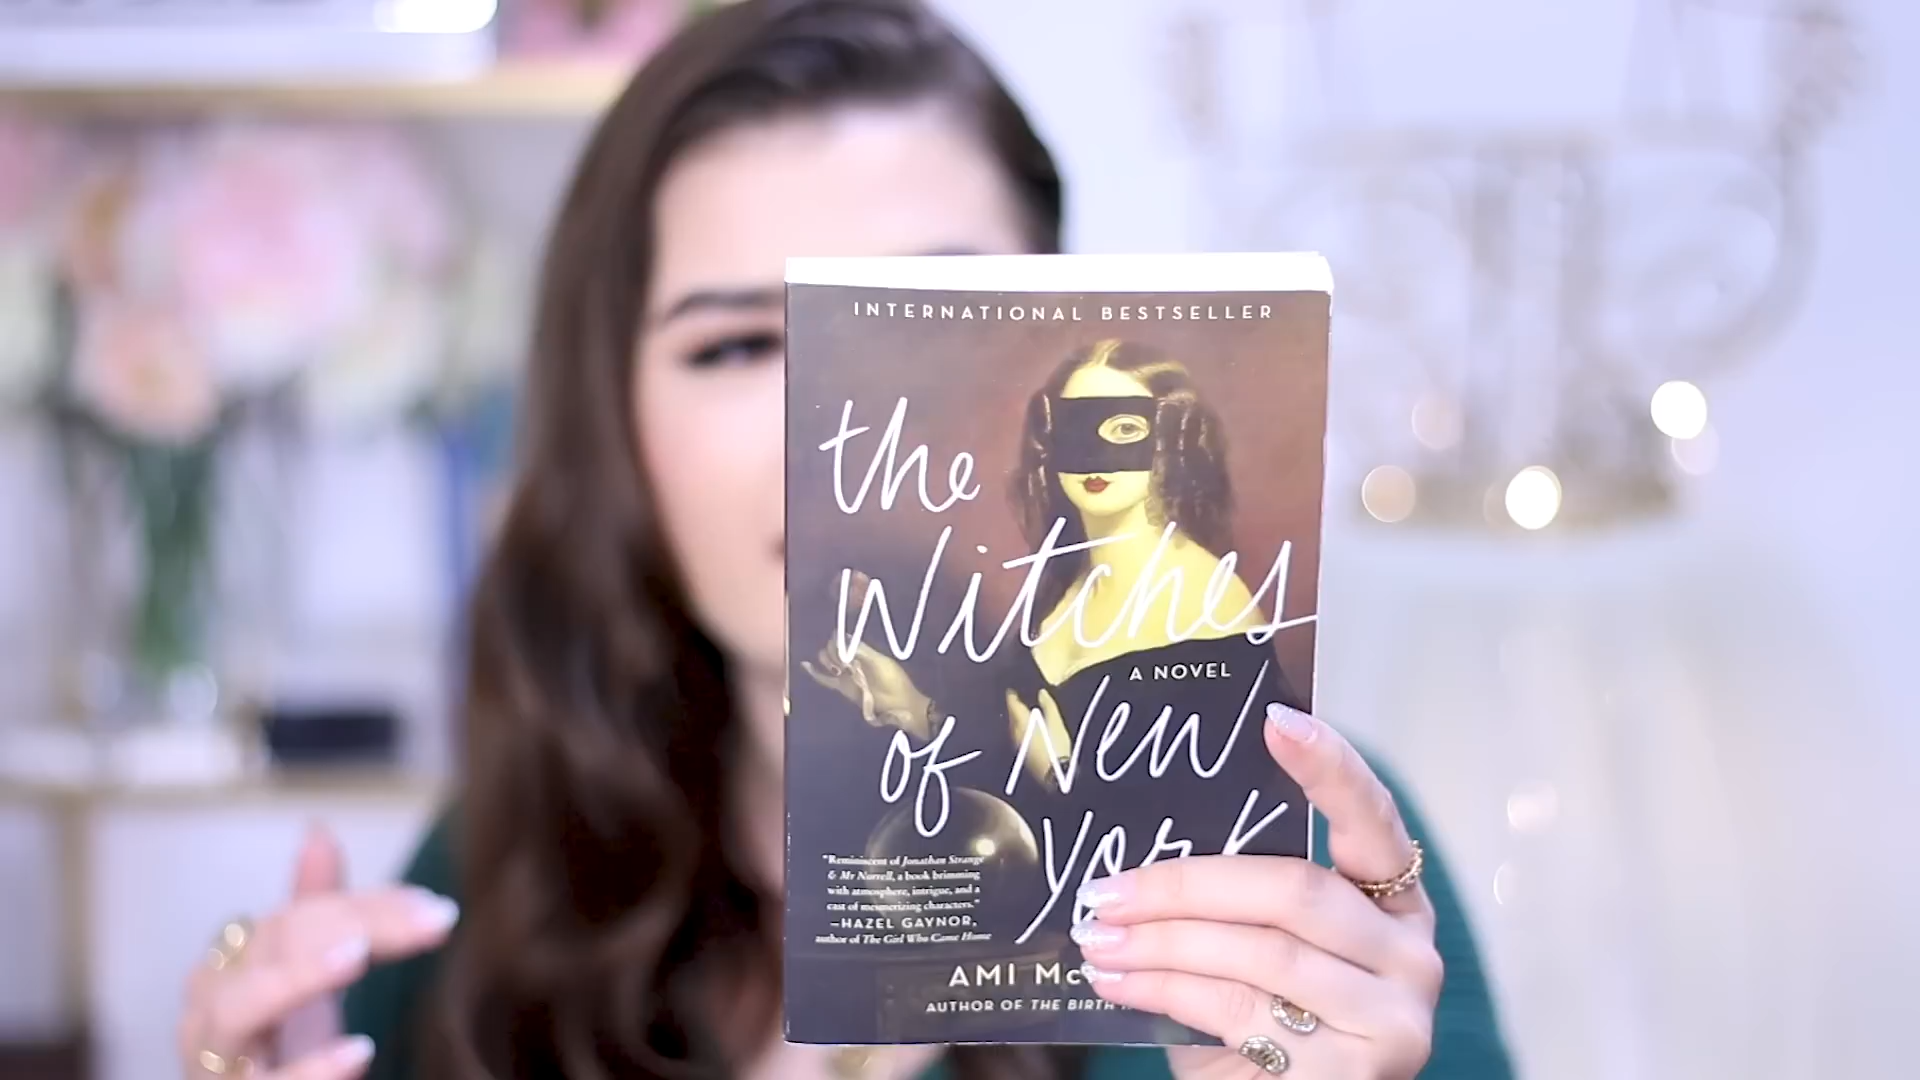 INTERNATIONAL BESTSELLER
the
Witches
A NOVEL
of New
York
"Reminiscent of Jonathan Strange
& Mr Norrell, a book brimming
with atmosphere, intrigue, and a
cast of mesmerizing characters."
—HAZEL GAYNOR,
author of The Girl Who Came Home
AMI Mc
AUTHOR OF THE BIRTH